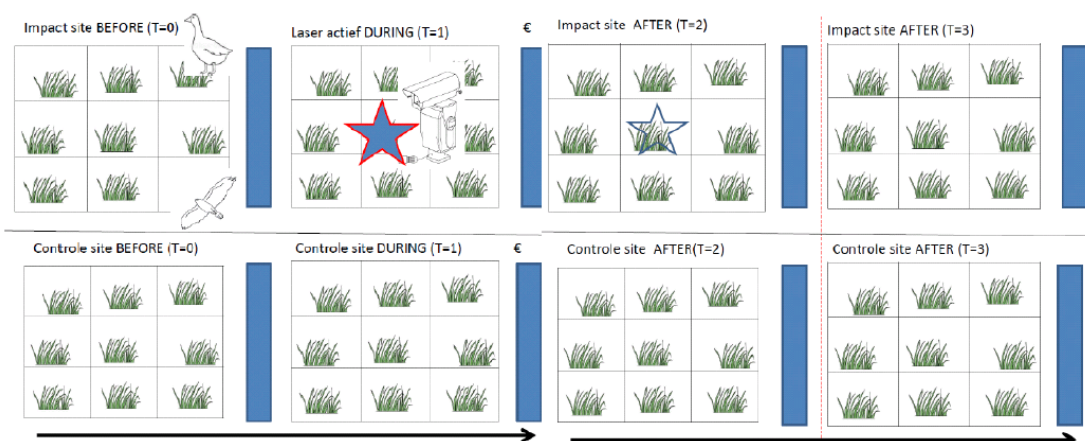 Impact site BEFORE (T=0)
Laser actief DURING (T=1)
€
Impact site AFTER (T=2)
Impact site AFTER (T=3)
Controle site BEFORE (T=0)
Controle site DURING (T=1)
€
Controle site AFTER(T=2)
Controle site AFTER (T=3)